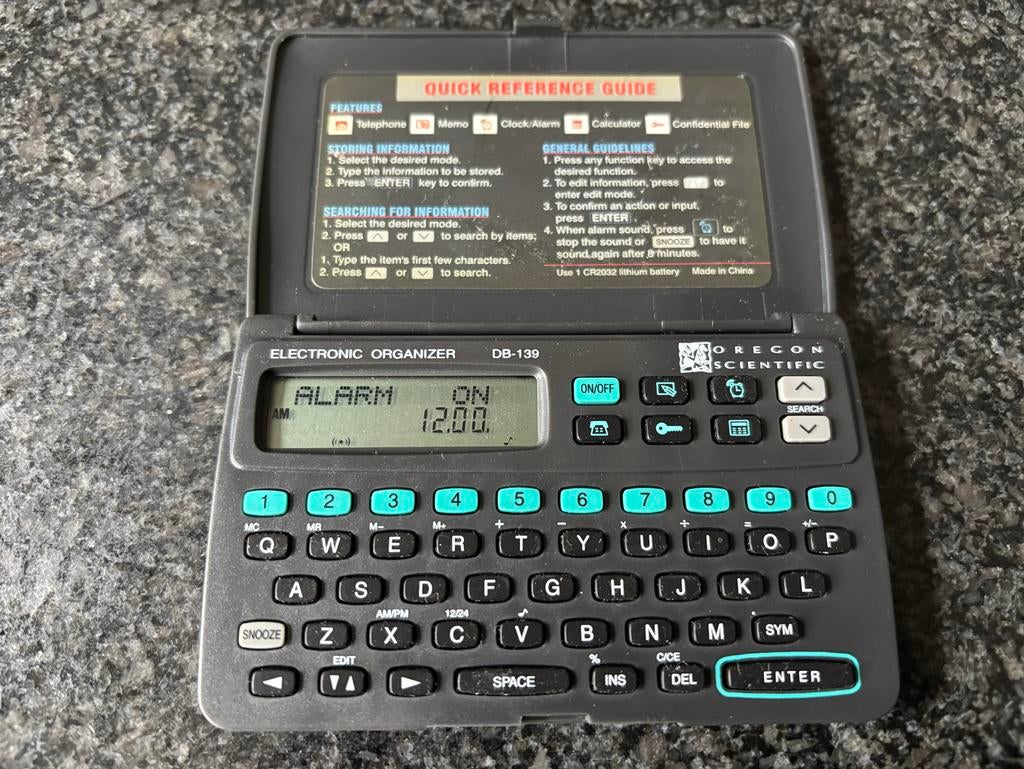 QUICK REFERENCE GUIDE
FEATURES
Telephone Memo Clock/Alarm Calculator Confidential File
STORING INFORMATION
1. Select the desired mode.
2. Type the information to be stored.
3. Press ENTER key to confirm.
SEARCHING FOR INFORMATION
1. Select the desired mode.
2. Press or to search by items;
OR
1. Type the item's first few characters.
2. Press or to search.
GENERAL GUIDELINES
1. Press any function key to access the
desired function.
2. To edit information, press to
enter edit mode.
3. To confirm an action or input,
press ENTER
4. When alarm sound, press to
stop the sound or SNOOZE to have it
sound again after minutes.
Use 1 CR2032 lithium battery Made in China
ELECTRONIC ORGANIZER DB-139
OREGON
SCIENTIFIC
ALARM ON
AM 12.00.
ON/OFF
SEARCH
1 2 3 4 5 6 7 8 9 0
MC MR M− M+ + − x ÷ = +/−
Q W E R T Y U I O P
A S D F G H J K L
AM/PM 12/24 ♪ .
SNOOZE Z X C V B N M SYM
EDIT % C/CE
◀ ▼▲ ▶ SPACE INS DEL ENTER